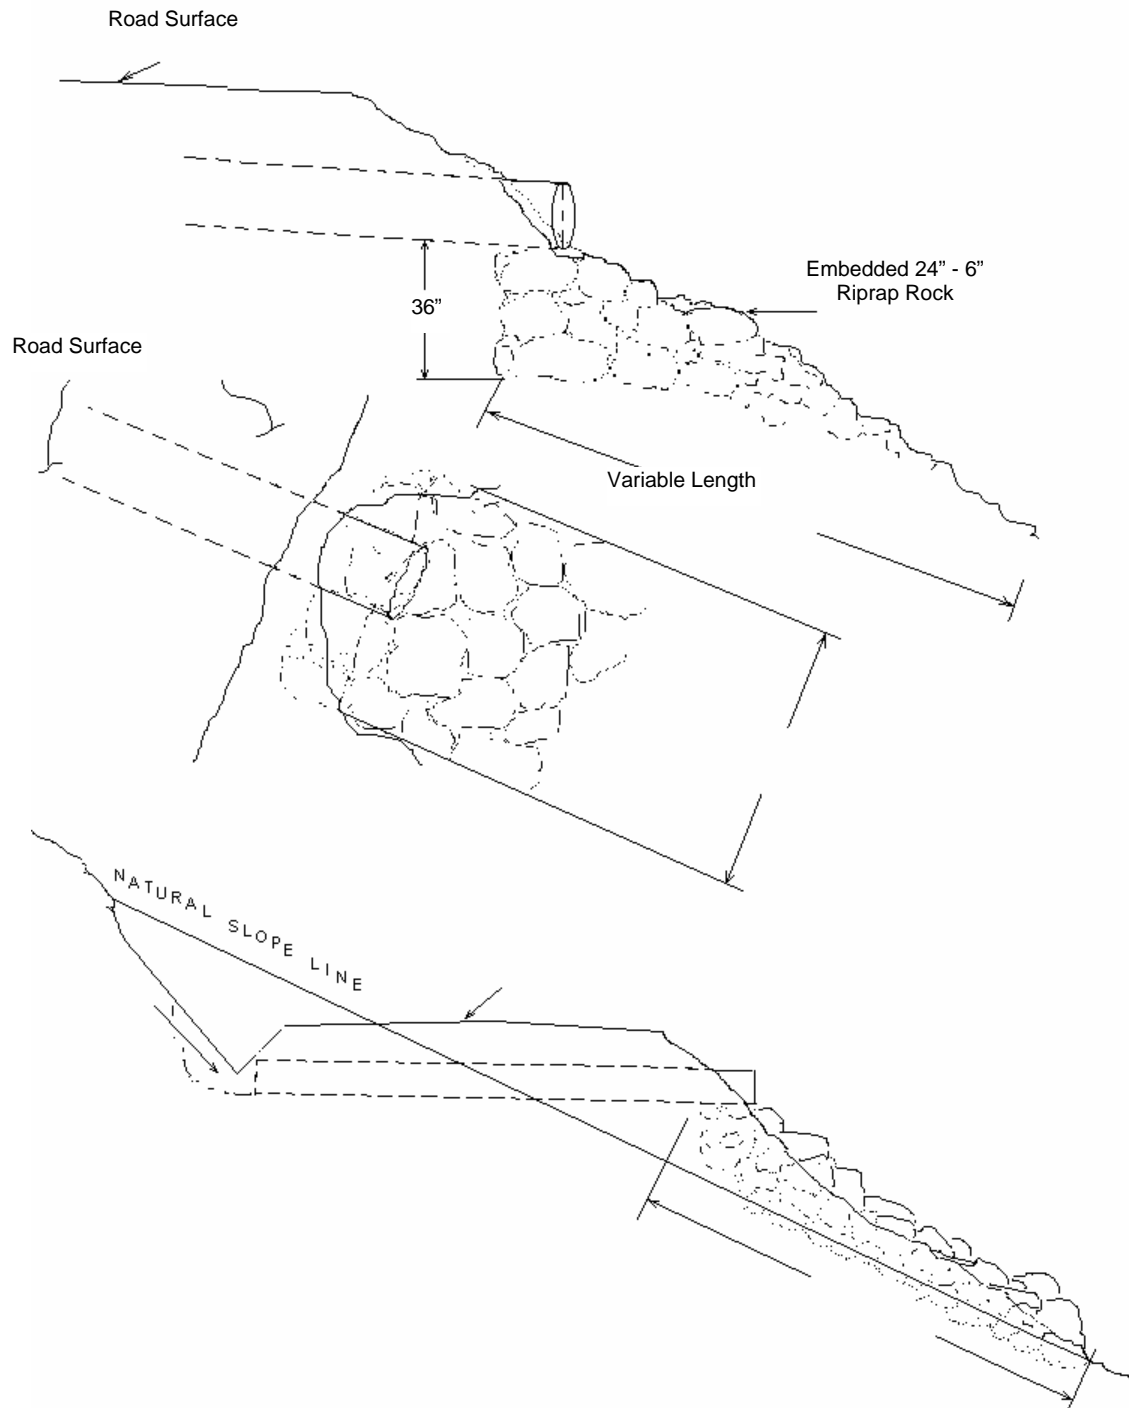 Road Surface
Embedded 24” - 6”
Riprap Rock
36”
Road Surface
Variable Length
NATURAL SLOPE LINE